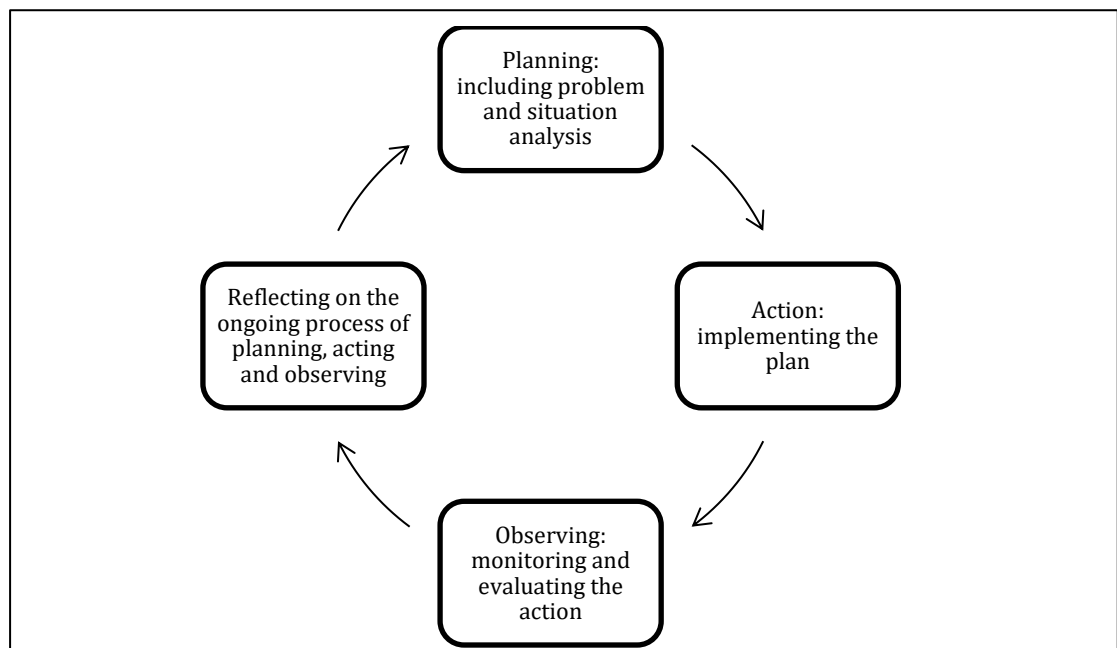 Planning:
including problem
and situation
analysis
Action:
implementing the
plan
Observing:
monitoring and
evaluating the
action
Reflecting on the
ongoing process of
planning, acting
and observing